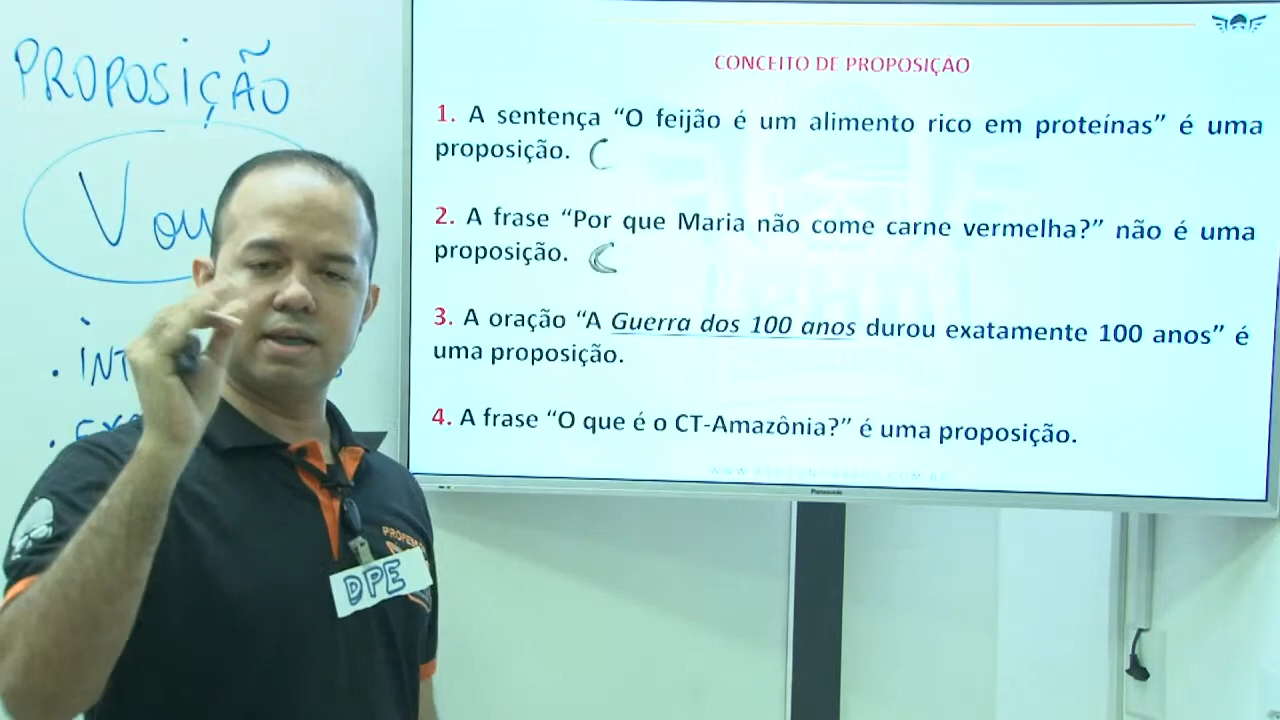 PROPOSIÇÃO
V ou
. INT
. EX
CONCEITO DE PROPOSIÇÃO
1. A sentença “O feijão é um alimento rico em proteínas” é uma
proposição. C
2. A frase “Por que Maria não come carne vermelha?” não é uma
proposição. C
3. A oração “A Guerra dos 100 anos durou exatamente 100 anos” é
uma proposição.
4. A frase “O que é o CT-Amazônia?” é uma proposição.
Panasonic
DPE